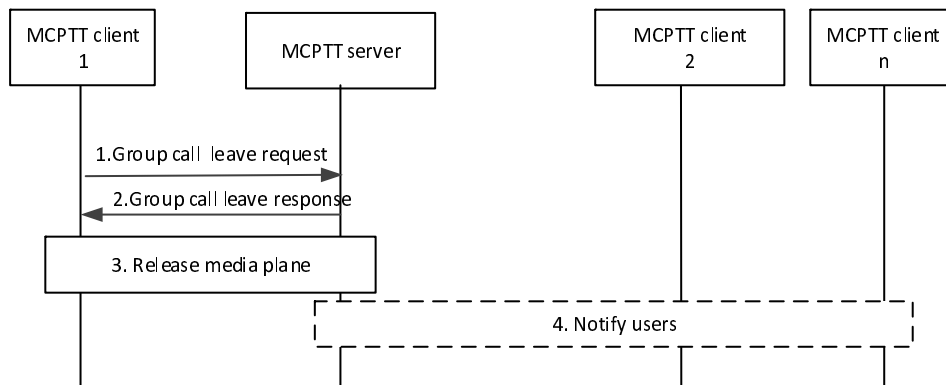 MCPTT client
1
MCPTT server
MCPTT client
2
MCPTT client
n
1.Group call leave request
2.Group call leave response
3. Release media plane
4. Notify users